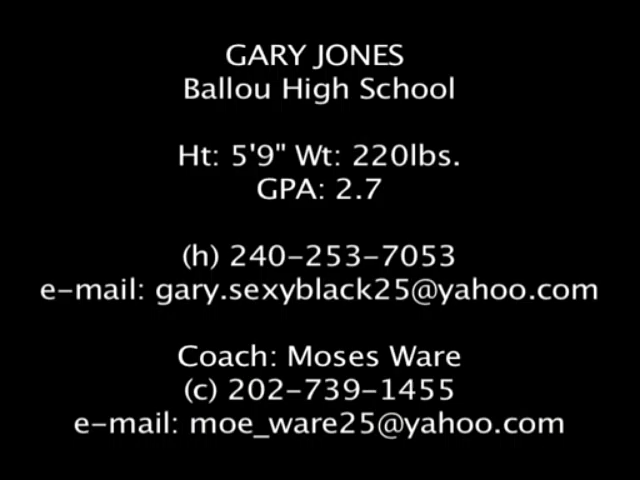 GARY JONES
Ballou High School
Ht: 5'9" Wt: 220lbs.
GPA: 2.7
(h) 240-253-7053
e-mail: gary.sexyblack25@yahoo.com
Coach: Moses Ware
(c) 202-739-1455
e-mail: moe_ware25@yahoo.com